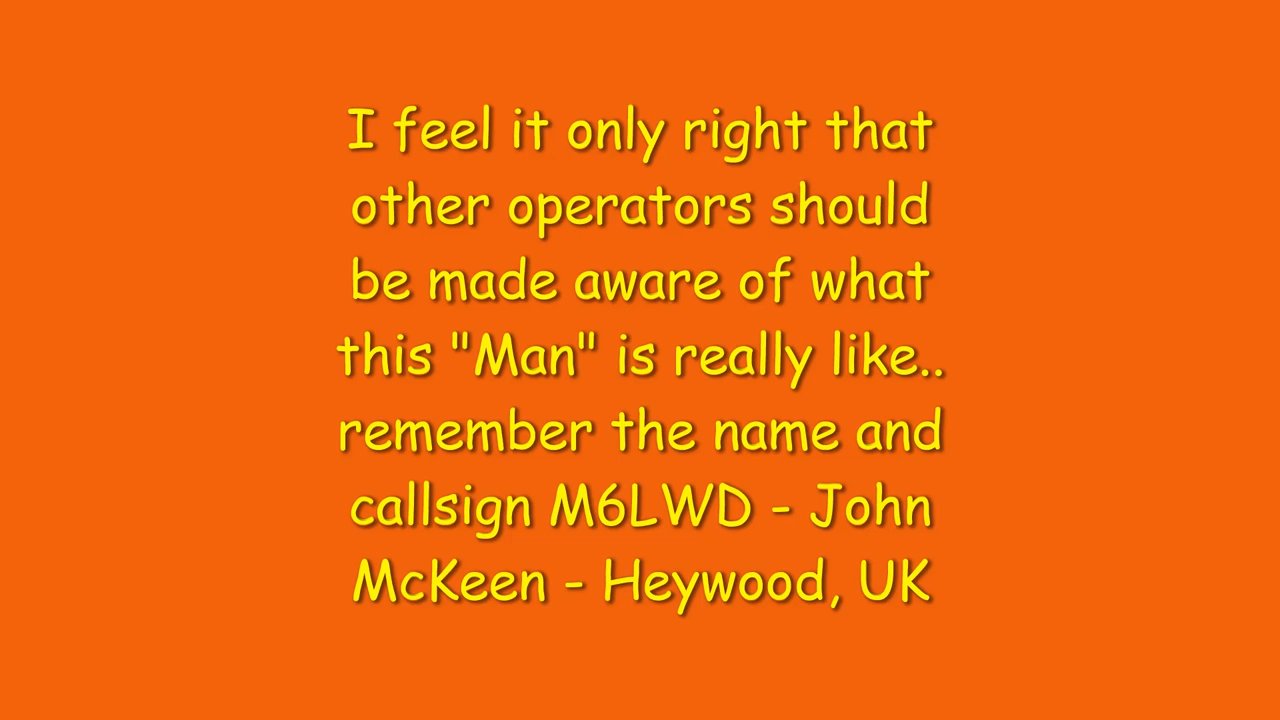 I feel it only right that
other operators should
be made aware of what
this "Man" is really like..
remember the name and
callsign M6LWD - John
McKeen - Heywood, UK